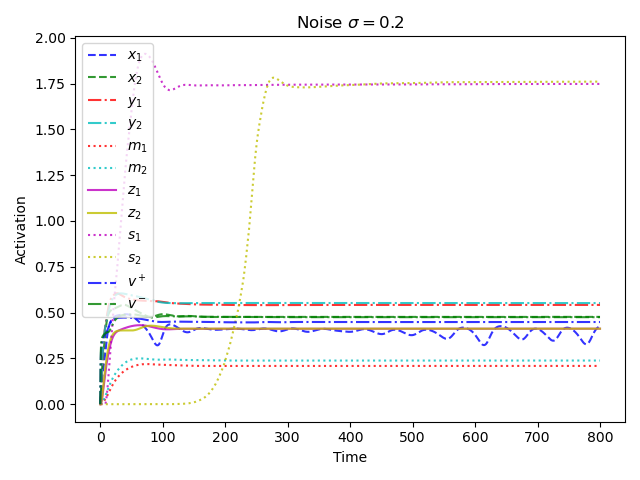 Noise σ = 0.2
Activation
2.00
1.75
1.50
1.25
1.00
0.75
0.50
0.25
0.00
x₁
x₂
y₁
y₂
m₁
m₂
z₁
z₂
s₁
s₂
v⁺
v⁻
0 100 200 300 400 500 600 700 800
Time